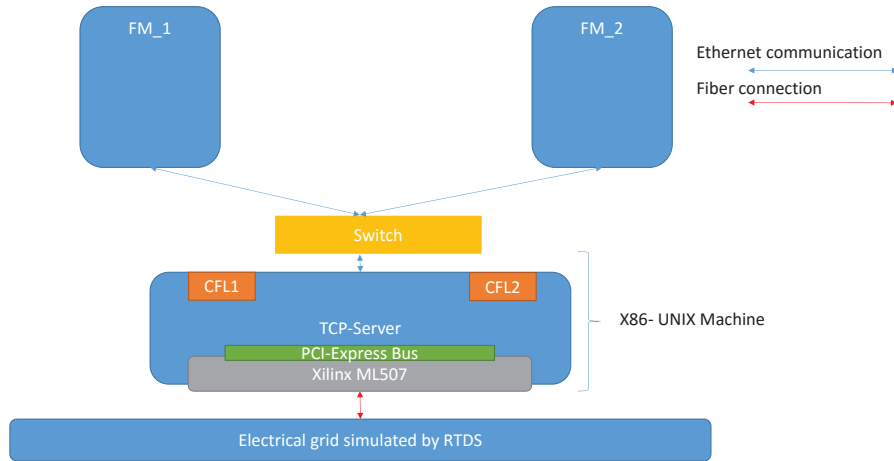 FM_1
FM_2
Ethernet communication
Fiber connection
Switch
CFL1
CFL2
TCP-Server
X86- UNIX Machine
PCI-Express Bus
Xilinx ML507
Electrical grid simulated by RTDS